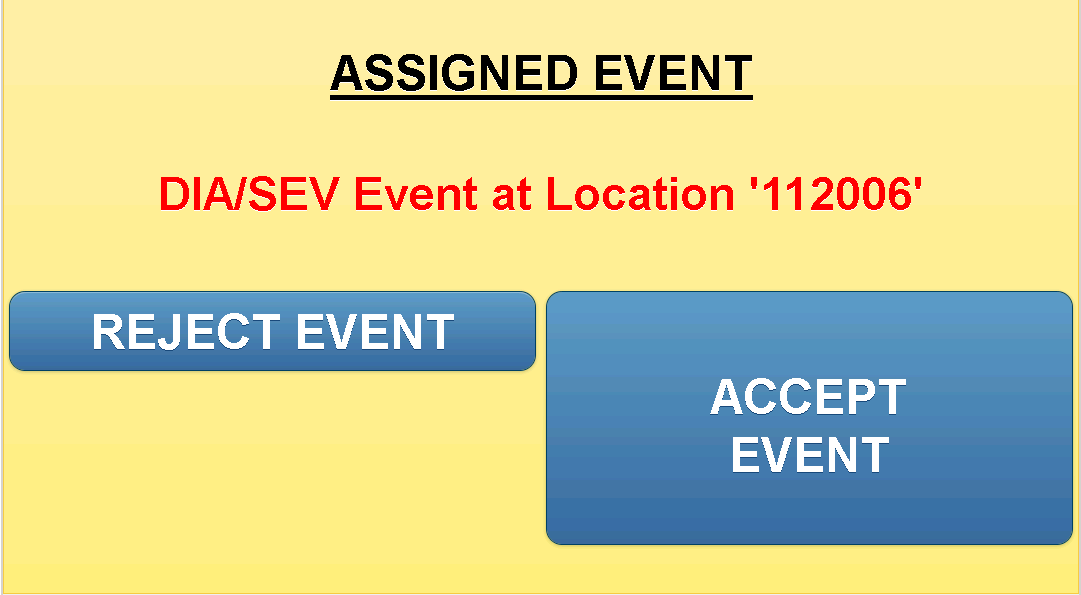 ASSIGNED EVENT
DIA/SEV Event at Location '112006'
REJECT EVENT
ACCEPT
EVENT